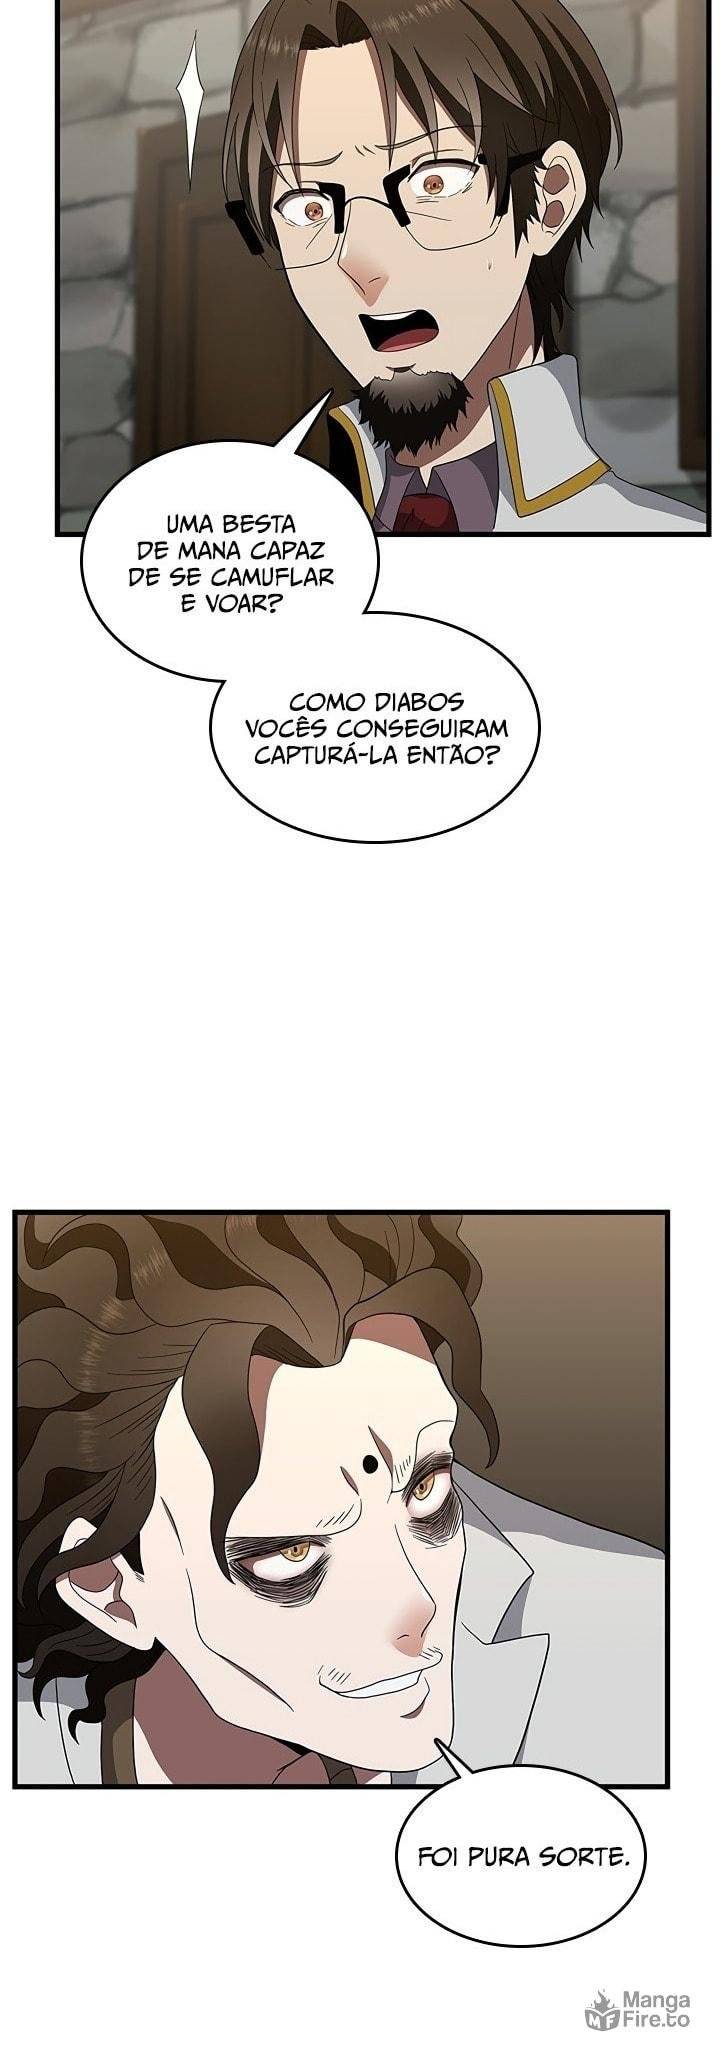 UMA BESTA
DE MANA CAPAZ
DE SE CAMUFLAR
E VOAR?
COMO DIABOS
VOCÊS CONSEGUIRAM
CAPTURÁ-LA ENTÃO?
FOI PURA SORTE.
MF
Manga
Fire.to